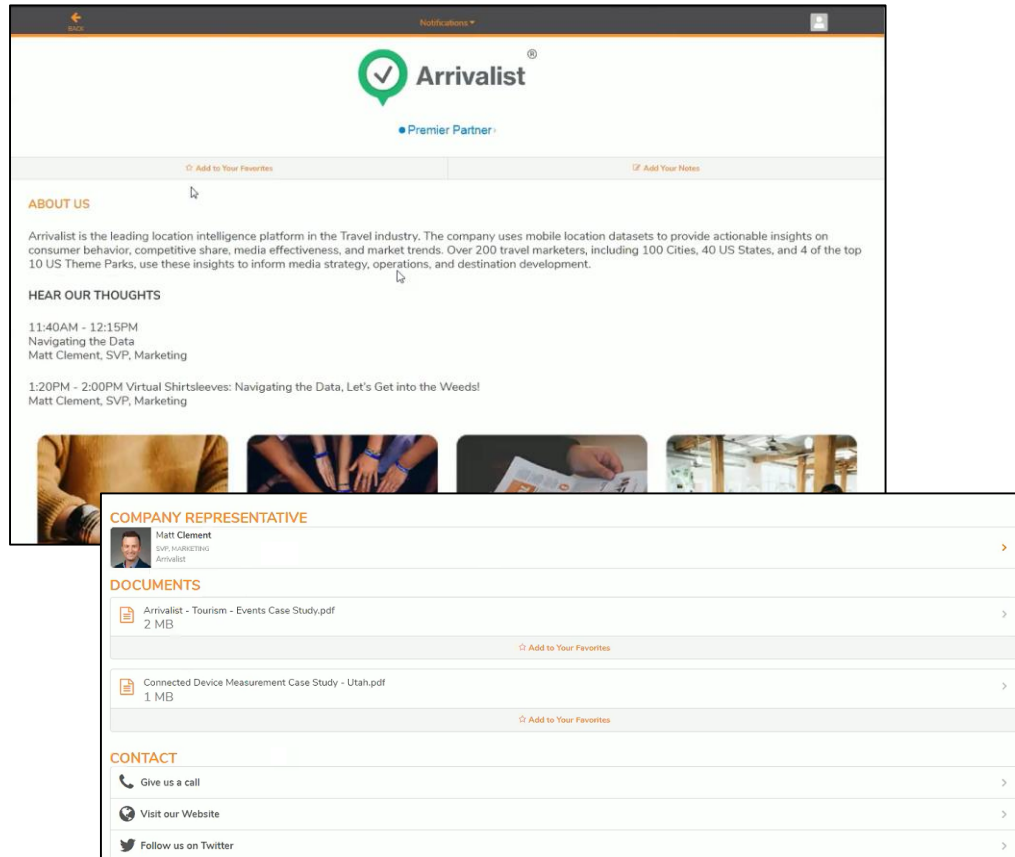 BACK
Notifications
Arrivalist®
Premier Partner
Add to Your Favorites
Add Your Notes
ABOUT US
Arrivalist is the leading location intelligence platform in the Travel industry. The company uses mobile location datasets to provide actionable insights on
consumer behavior, competitive share, media effectiveness, and market trends. Over 200 travel marketers, including 100 Cities, 40 US States, and 4 of the top
10 US Theme Parks, use these insights to inform media strategy, operations, and destination development.
HEAR OUR THOUGHTS
11:40AM - 12:15PM
Navigating the Data
Matt Clement, SVP, Marketing
1:20PM - 2:00PM Virtual Shirtsleeves: Navigating the Data, Let's Get into the Weeds!
Matt Clement, SVP, Marketing
COMPANY REPRESENTATIVE
Matt Clement
SVP, MARKETING
Arrivalist
DOCUMENTS
Arrivalist - Tourism - Events Case Study.pdf
2 MB
Add to Your Favorites
Connected Device Measurement Case Study - Utah.pdf
1 MB
Add to Your Favorites
CONTACT
Give us a call
Visit our Website
Follow us on Twitter